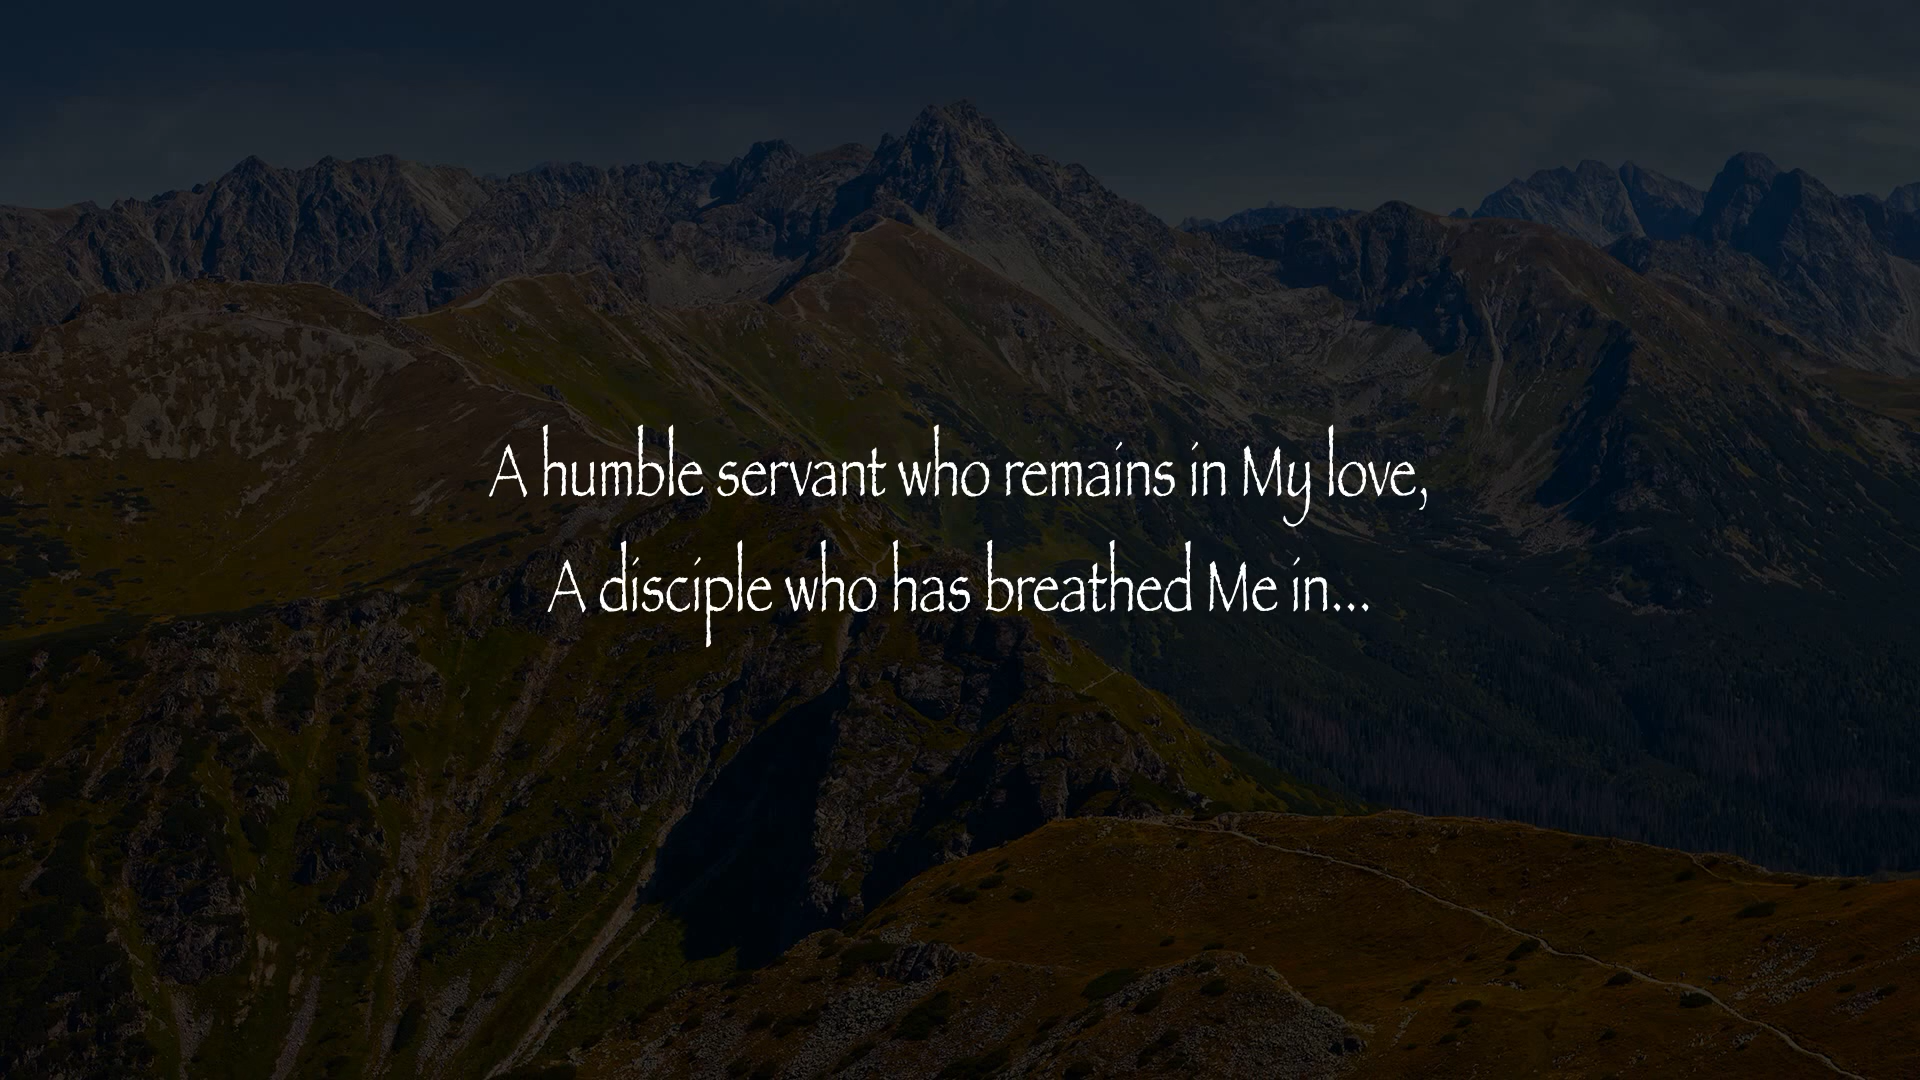 A humble servant who remains in My love,
A disciple who has breathed Me in...